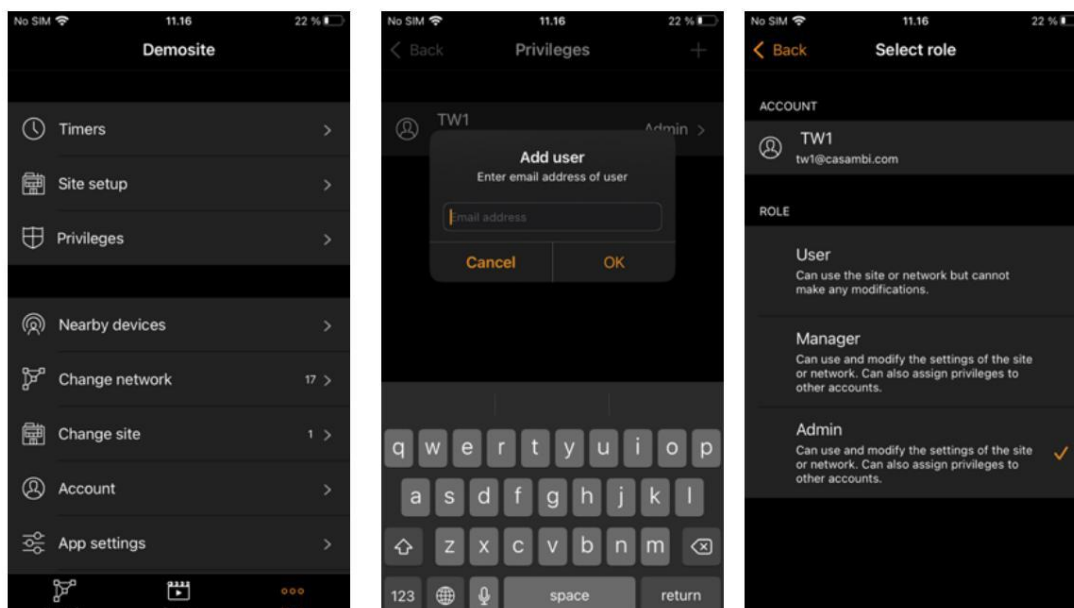 No SIM 11.16 22 %
Demosite
Timers
Site setup
Privileges
Nearby devices
Change network 17
Change site 1
Account
App settings
No SIM 11.16 22 %
Back Privileges
TW1
Admin
Add user
Enter email address of user
Email address
Cancel OK
q w e r t y u i o p
a s d f g h j k l
z x c v b n m
123 space return
No SIM 11.16 22 %
Back Select role
ACCOUNT
TW1
tw1@casambi.com
ROLE
User
Can use the site or network but cannot
make any modifications.
Manager
Can use and modify the settings of the site
or network. Can also assign privileges to
other accounts.
Admin
Can use and modify the settings of the site
or network. Can also assign privileges to
other accounts.